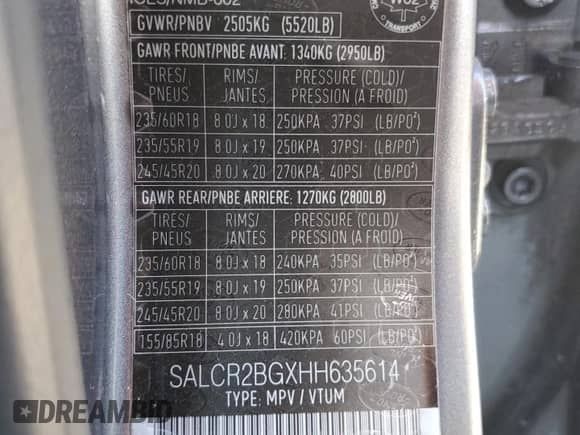 GVWR/PNBV 2505KG (5520LB)
TRANSPORT
GAWR FRONT/PNBE AVANT: 1340KG (2950LB)
TIRES/ RIMS/ PRESSURE (COLD)/
PNEUS JANTES PRESSION (A FROID)
235/60R18 8.0J x 18 250KPA 37PSI (LB/PO²)
235/55R19 8.0J x 19 250KPA 37PSI (LB/PO²)
245/45R20 8.0J x 20 270KPA 40PSI (LB/PO²)
GAWR REAR/PNBE ARRIERE: 1270KG (2800LB)
TIRES/ RIMS/ PRESSURE (COLD)/
PNEUS JANTES PRESSION (A FROID)
235/60R18 8.0J x 18 240KPA 35PSI (LB/PO²)
235/55R19 8.0J x 19 250KPA 37PSI (LB/PO²)
245/45R20 8.0J x 20 280KPA 41PSI (LB/PO²)
155/85R18 4.0J x 18 420KPA 60PSI (LB/PO²)
SALCR2BGXHH635614
TYPE: MPV / VTUM
DREAMBID